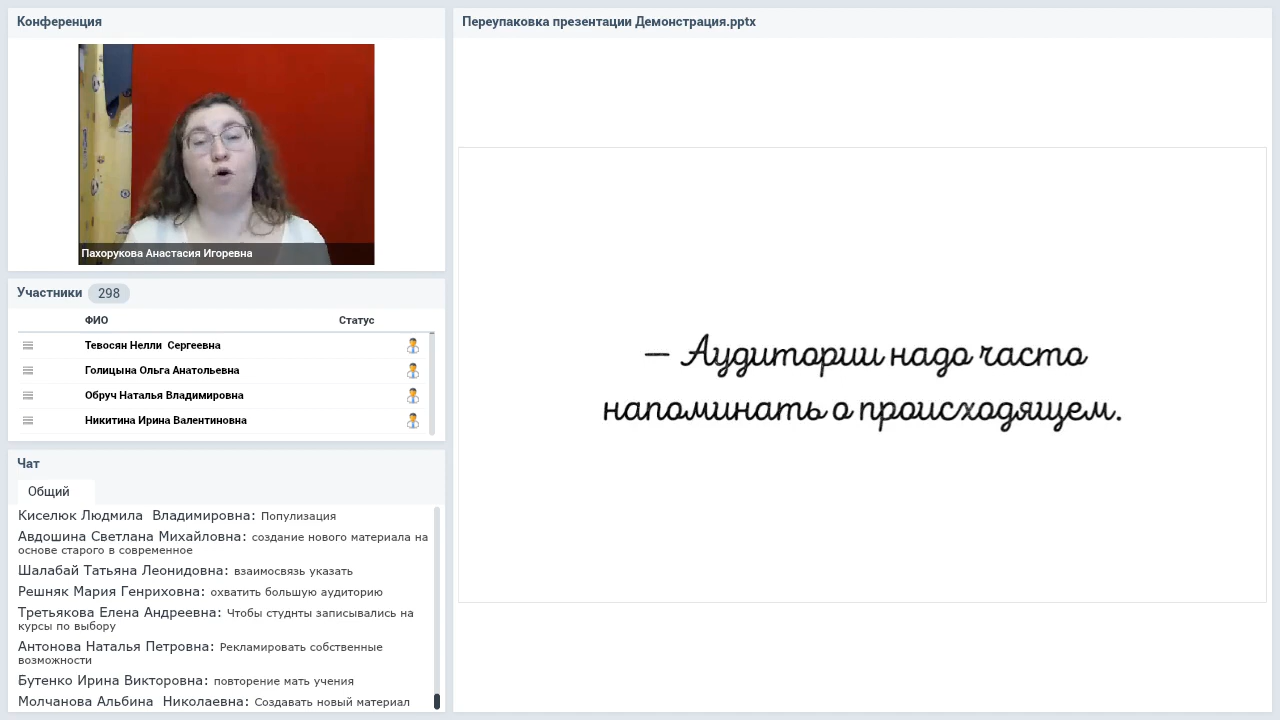 Конференция
Пахорукова Анастасия Игоревна
Участники 298
ФИО Статус
Тевосян Нелли Сергеевна
Голицына Ольга Анатольевна
Обруч Наталья Владимировна
Никитина Ирина Валентиновна
Чат
Общий
Киселюк Людмила Владимировна: Популизация
Авдошина Светлана Михайловна: создание нового материала на
основе старого в современное
Шалабай Татьяна Леонидовна: взаимосвязь указать
Решняк Мария Генриховна: охватить большую аудиторию
Третьякова Елена Андреевна: Чтобы студнты записывались на
курсы по выбору
Антонова Наталья Петровна: Рекламировать собственные
возможности
Бутенко Ирина Викторовна: повторение мать учения
Молчанова Альбина Николаевна: Создавать новый материал
Переупаковка презентации Демонстрация.pptx
— Аудитории надо часто
напоминать о происходящем.